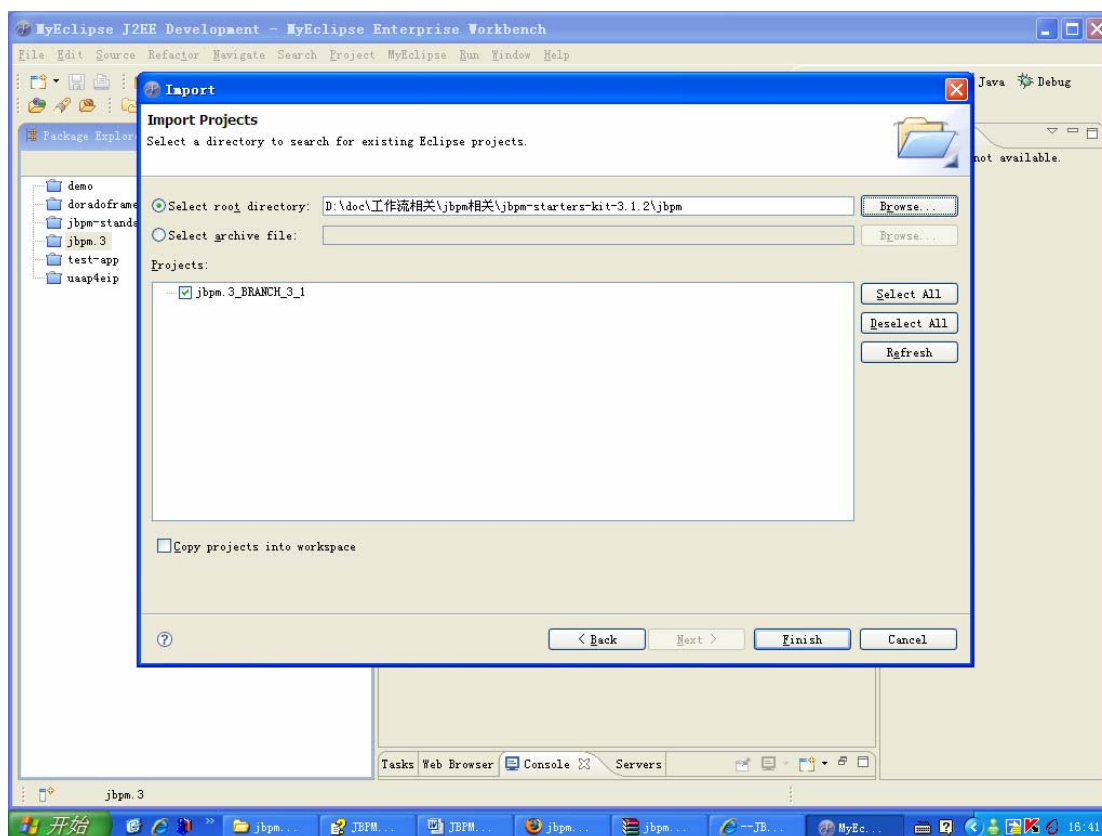 MyEclipse J2EE Development - MyEclipse Enterprise Workbench
File Edit Source Refactor Navigate Search Project MyEclipse Run Window Help
Java Debug
Import
Import Projects
Select a directory to search for existing Eclipse projects.
Package Explor
not available.
demo
doradoframe
jbpm-stande
jbpm.3
test-app
uaap4eip
Select root directory: D:\doc\工作流相关\jbpm相关\jbpm-starters-kit-3.1.2\jbpm Browse...
Select archive file: Browse...
Projects:
jbpm.3_BRANCH_3_1
Select All
Deselect All
Refresh
Copy projects into workspace
< Back Next > Finish Cancel
Tasks Web Browser Console Servers
jbpm.3
开始 jbpm... JBPM... JBPM... jbpm... jbpm... --JB... MyEc... 16:41